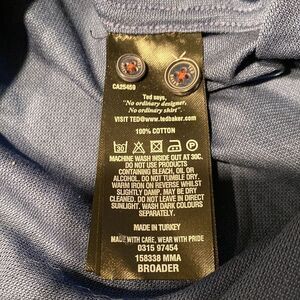 CA25459
Ted says,
"No ordinary designer,
No ordinary shirt".
VISIT TED@www.tedbaker.com
100% COTTON
MACHINE WASH INSIDE OUT AT 30C.
DO NOT USE PRODUCTS
CONTAINING BLEACH, OIL OR
ALCOHOL. DO NOT TUMBLE DRY.
WARM IRON ON REVERSE WHILST
SLIGHTLY DAMP. MAY BE DRY
CLEANED. DO NOT LEAVE IN DIRECT
SUNLIGHT. WASH DARK COLOURS
SEPARATELY.
MADE IN TURKEY
MADE WITH CARE, WEAR WITH PRIDE
0315 97454
158338 MMA
BROADER